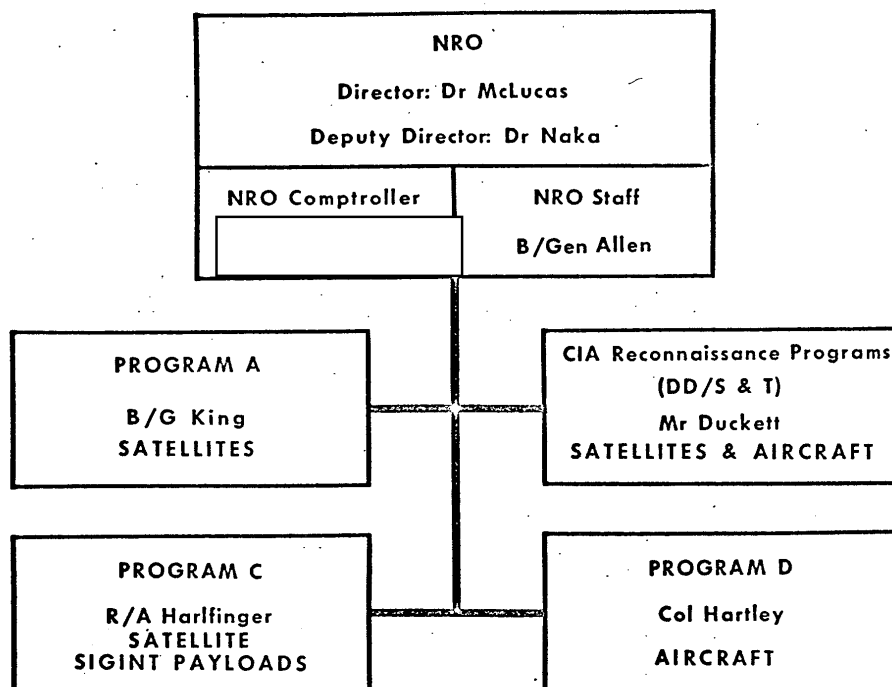 NRO
Director: Dr McLucas
Deputy Director: Dr Naka
NRO Comptroller
NRO Staff
B/Gen Allen
PROGRAM A
B/G King
SATELLITES
CIA Reconnaissance Programs
(DD/S & T)
Mr Duckett
SATELLITES & AIRCRAFT
PROGRAM C
R/A Harlfinger
SATELLITE
SIGINT PAYLOADS
PROGRAM D
Col Hartley
AIRCRAFT